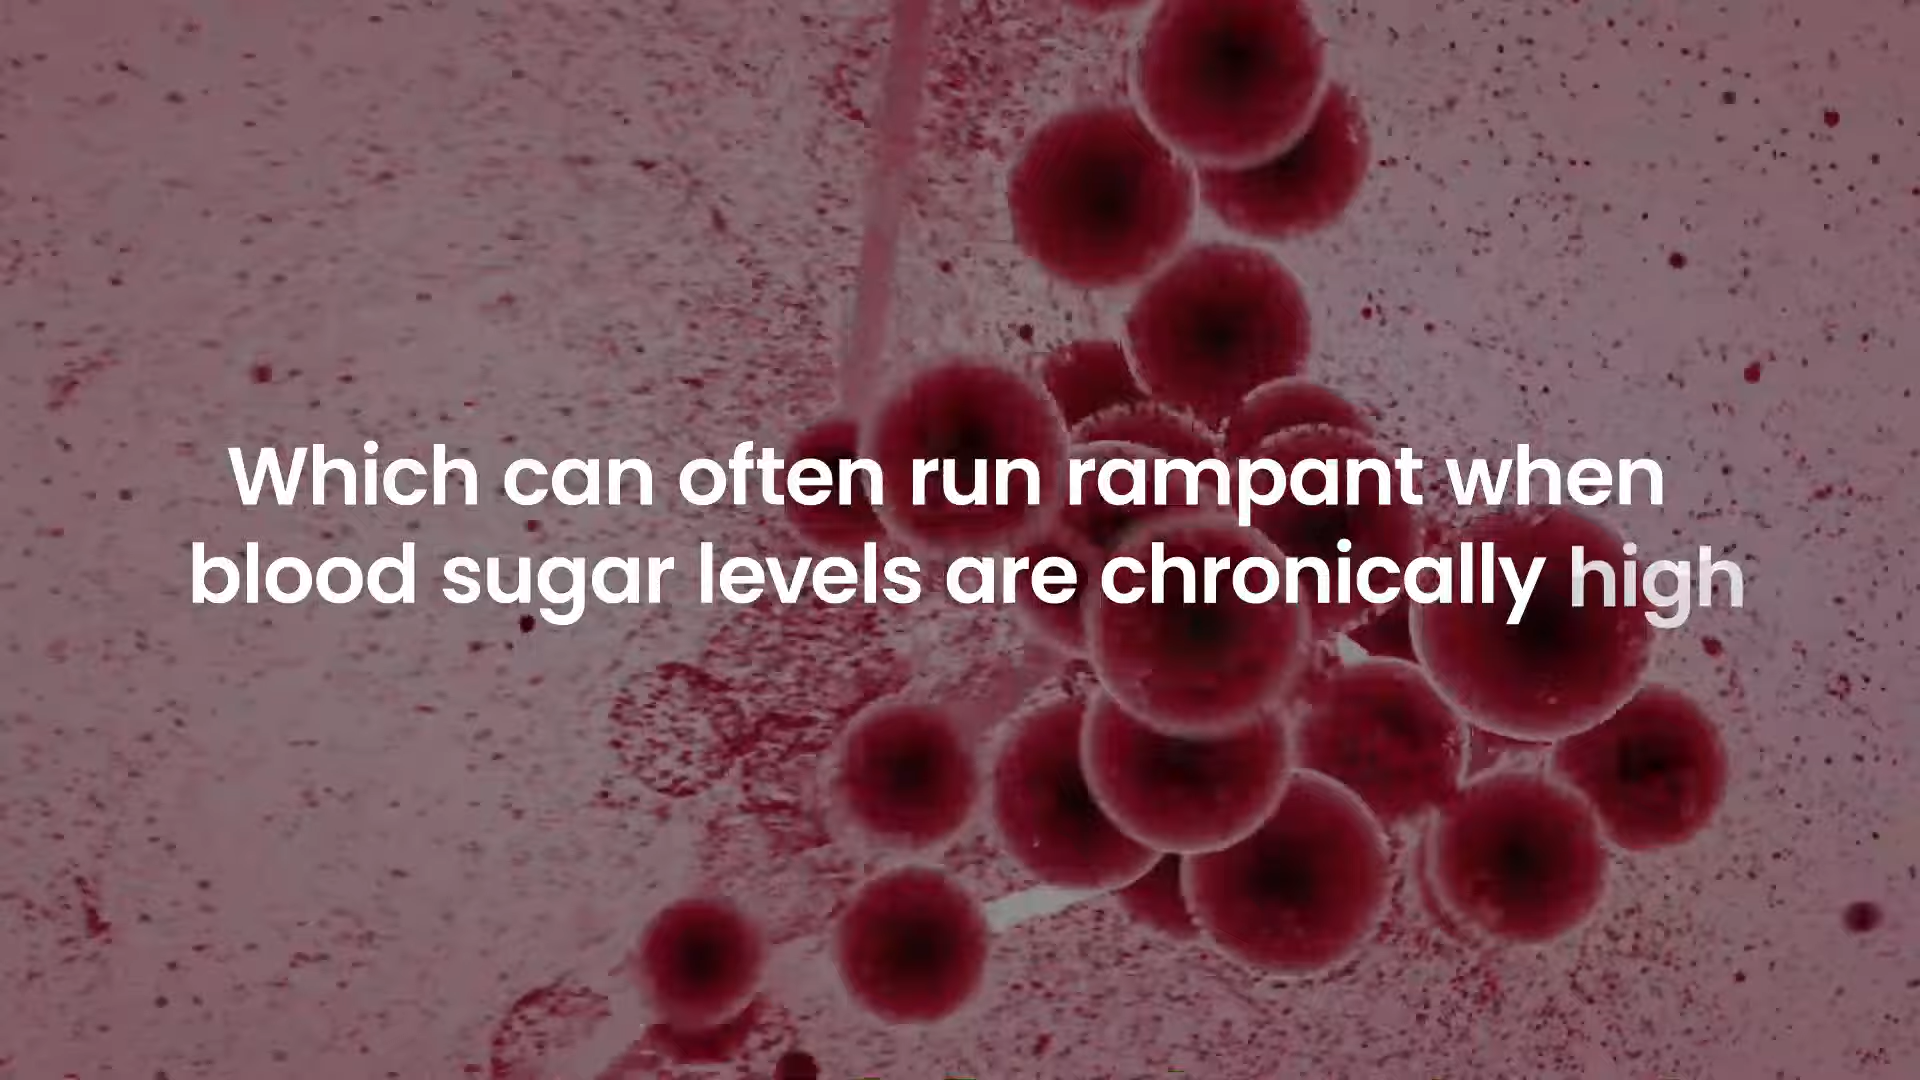 Which can often run rampant when
blood sugar levels are chronically high